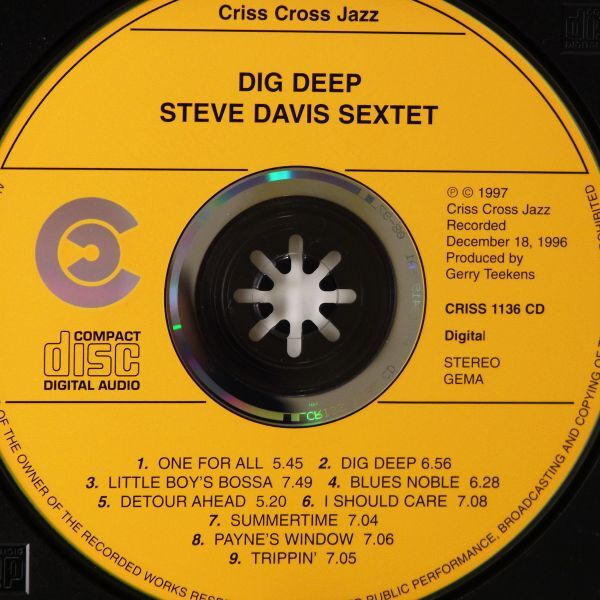 Criss Cross Jazz
DIG DEEP
STEVE DAVIS SEXTET
℗ © 1997
Criss Cross Jazz
Recorded
December 18, 1996
Produced by
Gerry Teekens
CRISS 1136 CD
Digital
STEREO
GEMA
COMPACT
disc
DIGITAL AUDIO
1. ONE FOR ALL 5.45 2. DIG DEEP 6.56
3. LITTLE BOY'S BOSSA 7.49 4. BLUES NOBLE 6.28
5. DETOUR AHEAD 5.20 6. I SHOULD CARE 7.08
7. SUMMERTIME 7.04
8. PAYNE'S WINDOW 7.06
9. TRIPPIN' 7.05
OF THE OWNER OF THE RECORDED WORKS
PUBLIC PERFORMANCE, BROADCASTING AND COPYING OF